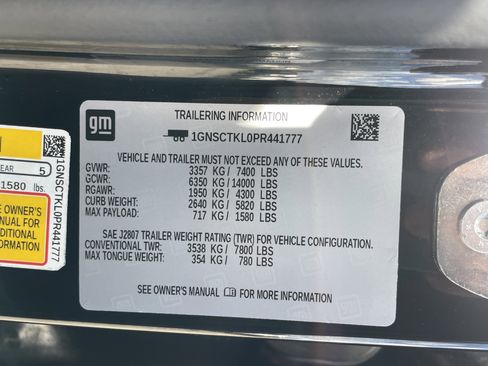 TRAILERING INFORMATION
gm
1GNSCTKL0PR441777
VEHICLE AND TRAILER MUST NOT EXCEED ANY OF THESE VALUES.
GVWR: 3357 KG / 7400 LBS
GCWR: 6350 KG / 14000 LBS
RGAWR: 1950 KG / 4300 LBS
CURB WEIGHT: 2640 KG / 5820 LBS
MAX PAYLOAD: 717 KG / 1580 LBS
SAE J2807 TRAILER WEIGHT RATING (TWR) FOR VEHICLE CONFIGURATION.
CONVENTIONAL TWR: 3538 KG / 7800 LBS
MAX TONGUE WEIGHT: 354 KG / 780 LBS
SEE OWNER'S MANUAL FOR MORE INFORMATION
EAR 5
1580 lbs.
E OWNER'S
NUAL FOR
DITIONAL
ORMATION
1GNSCTKL0PR441777